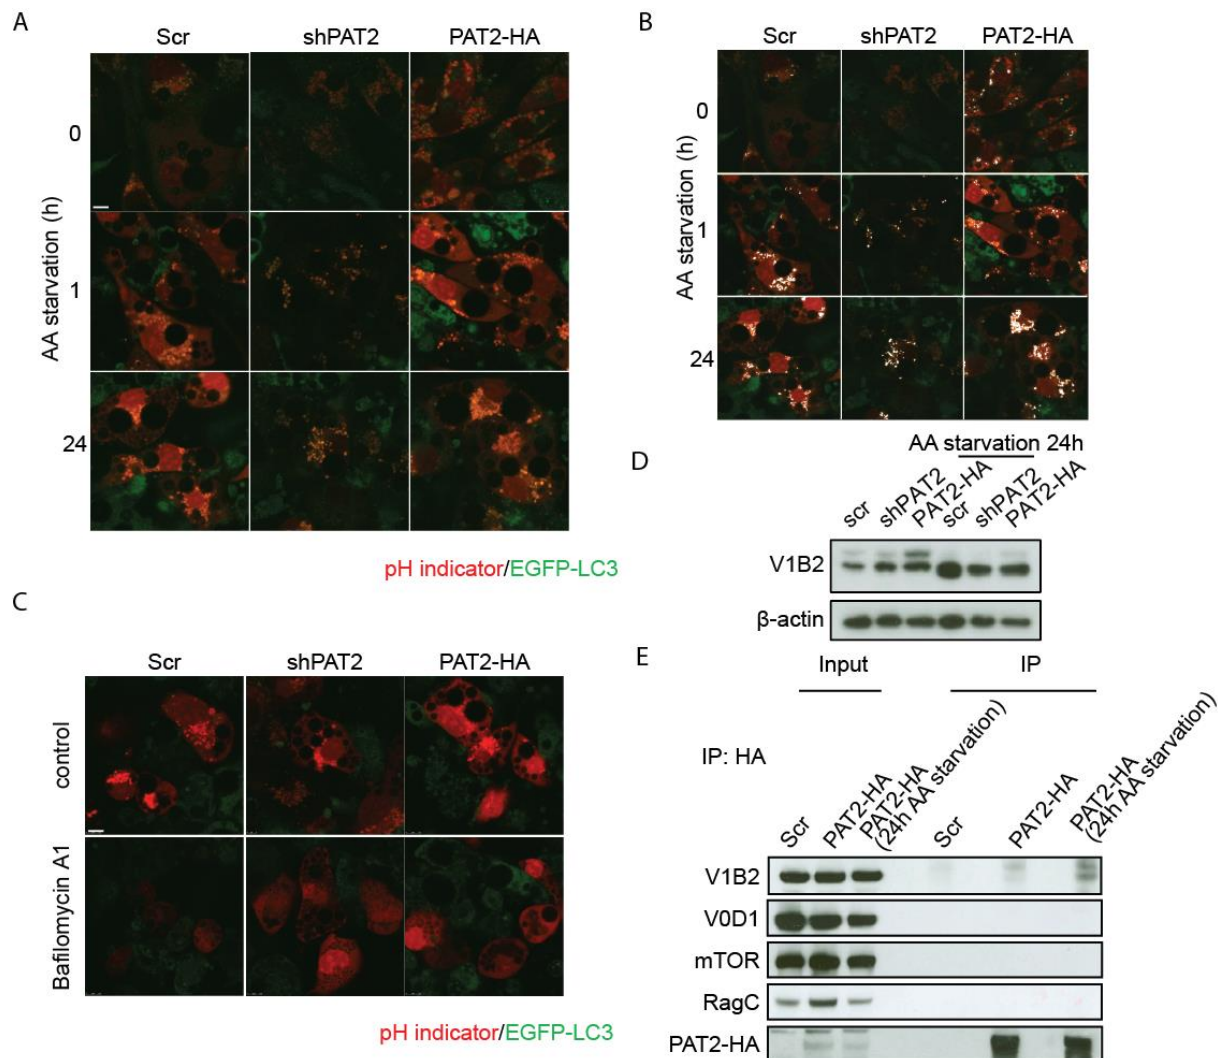 A
Scr shPAT2 PAT2-HA
AA starvation (h)
0
1
24
pH indicator/EGFP-LC3
B
Scr shPAT2 PAT2-HA
AA starvation (h)
0
1
24
C
Scr shPAT2 PAT2-HA
control
Bafilomycin A1
pH indicator/EGFP-LC3
D
AA starvation 24h
scr shPAT2 PAT2-HA scr shPAT2 PAT2-HA
V1B2
β-actin
E
Input IP
IP: HA
Scr PAT2-HA PAT2-HA (24h AA starvation) Scr PAT2-HA PAT2-HA (24h AA starvation)
V1B2
V0D1
mTOR
RagC
PAT2-HA